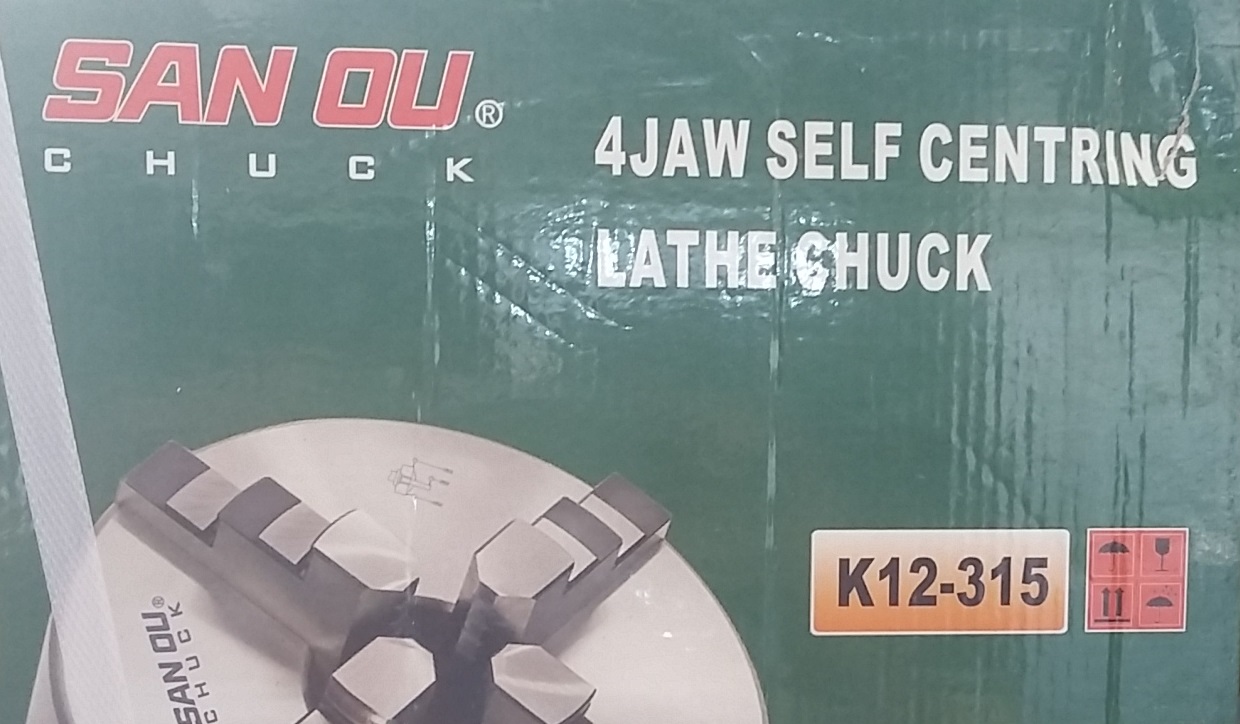 SAN OU®
CHUCK
4JAW SELF CENTRING
LATHE CHUCK
K12-315
SAN OU®
CHUCK